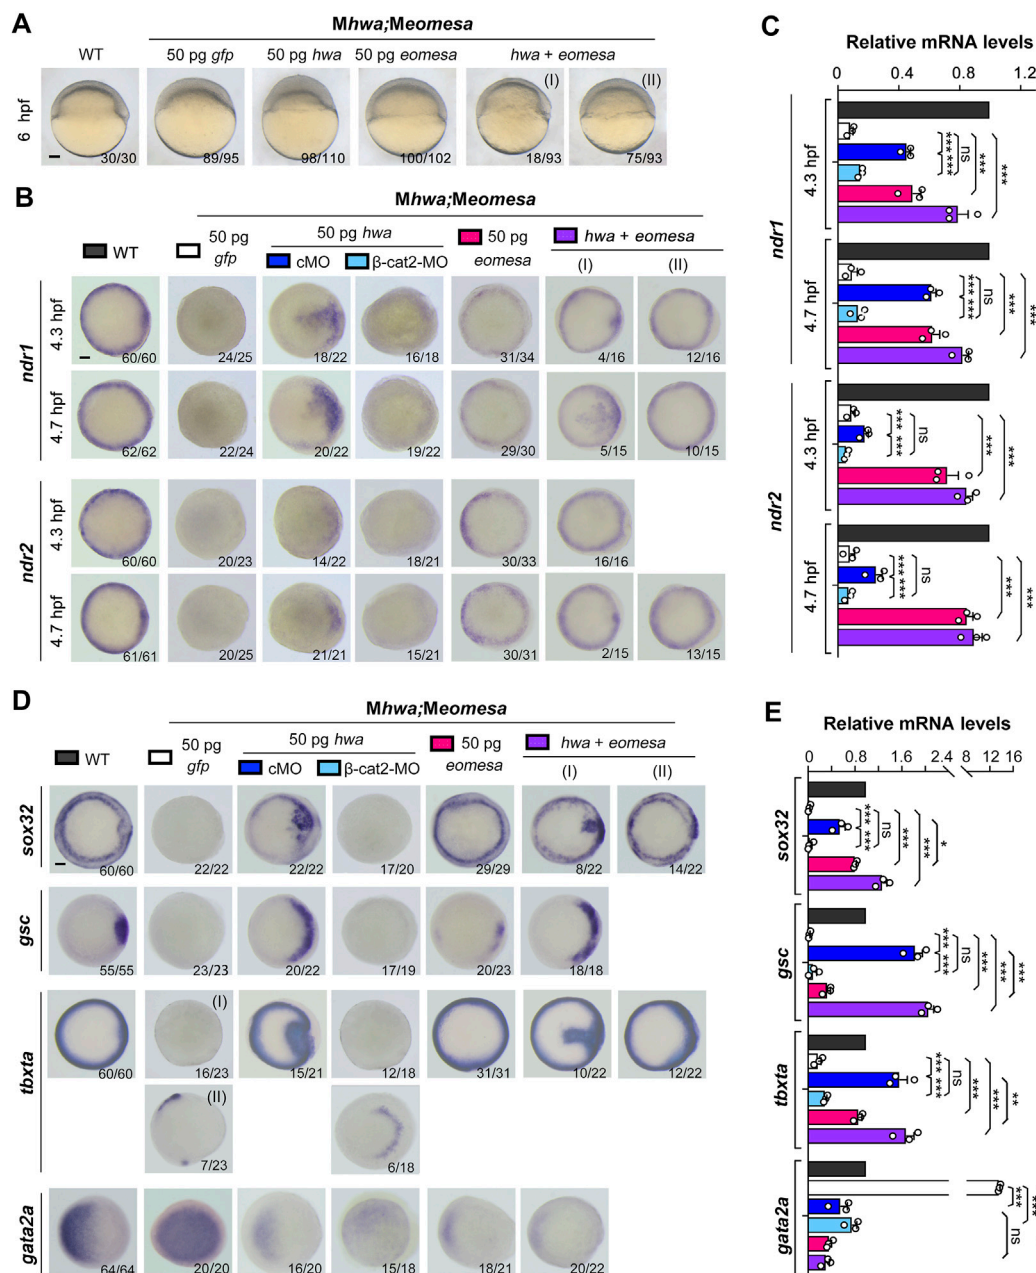 A
Mhwa;Meomesa
WT
50 pg gfp
50 pg hwa
50 pg eomesa
hwa + eomesa
6 hpf
(I)
(II)
30/30
89/95
98/110
100/102
18/93
75/93
B
Mhwa;Meomesa
WT
50 pg gfp
50 pg hwa
cMO
β-cat2-MO
50 pg eomesa
hwa + eomesa
(I)
(II)
ndr1
4.3 hpf
60/60
24/25
18/22
16/18
31/34
4/16
12/16
4.7 hpf
62/62
22/24
20/22
19/22
29/30
5/15
10/15
ndr2
4.3 hpf
60/60
20/23
14/22
18/21
30/33
16/16
4.7 hpf
61/61
20/25
21/21
15/21
30/31
2/15
13/15
C
Relative mRNA levels
0 0.4 0.8 1.2
ndr1
4.3 hpf
*** *** ns *** ***
4.7 hpf
*** *** ns *** ***
ndr2
4.3 hpf
*** *** ns *** ***
4.7 hpf
*** *** ns *** ***
D
Mhwa;Meomesa
WT
50 pg gfp
50 pg hwa
cMO
β-cat2-MO
50 pg eomesa
hwa + eomesa
(I)
(II)
sox32
60/60
22/22
22/22
17/20
29/29
8/22
14/22
gsc
55/55
23/23
20/22
17/19
20/23
18/18
tbxta
(I)
60/60
16/23
15/21
12/18
31/31
10/22
12/22
(II)
7/23
6/18
gata2a
64/64
20/20
16/20
15/18
18/21
20/22
E
Relative mRNA levels
0 0.8 1.6 2.4 8 12 16
sox32
*** *** ns *** *** *
gsc
*** *** ns *** *** ***
tbxta
*** *** ns *** *** **
gata2a
*** *** ns